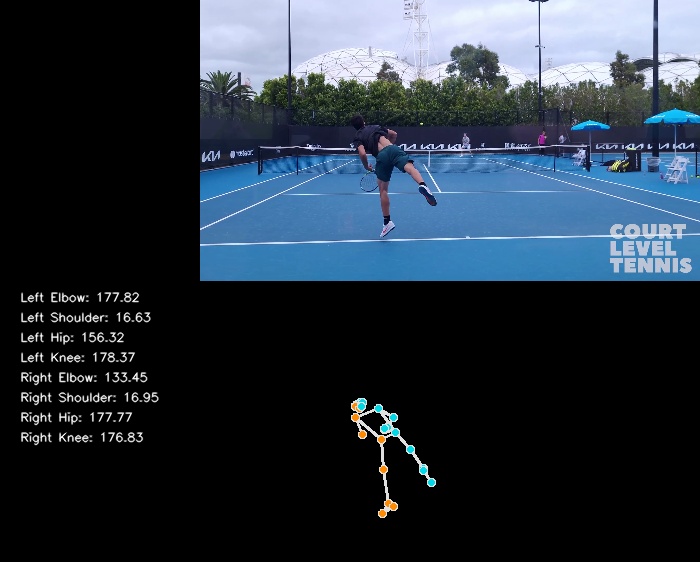 KIA
COURT
LEVEL
TENNIS
Left Elbow: 177.82
Left Shoulder: 16.63
Left Hip: 156.32
Left Knee: 178.37
Right Elbow: 133.45
Right Shoulder: 16.95
Right Hip: 177.77
Right Knee: 176.83